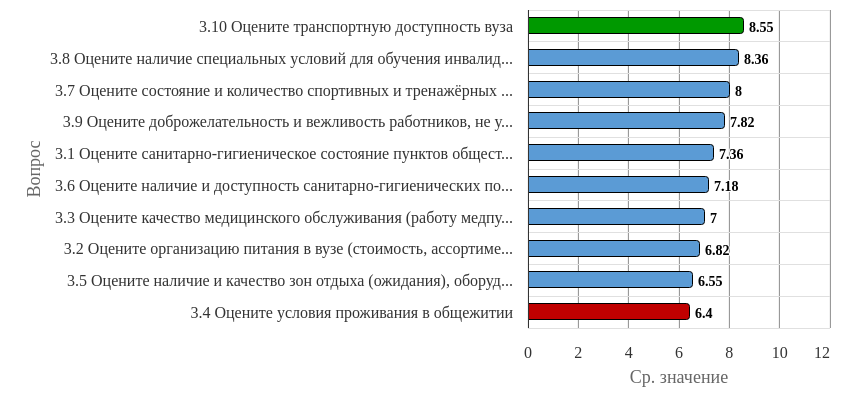 3.10 Оцените транспортную доступность вуза 8.55
3.8 Оцените наличие специальных условий для обучения инвалид... 8.36
3.7 Оцените состояние и количество спортивных и тренажёрных ... 8
3.9 Оцените доброжелательность и вежливость работников, не у... 7.82
3.1 Оцените санитарно-гигиеническое состояние пунктов общест... 7.36
3.6 Оцените наличие и доступность санитарно-гигиенических по... 7.18
3.3 Оцените качество медицинского обслуживания (работу медпу... 7
3.2 Оцените организацию питания в вузе (стоимость, ассортиме... 6.82
3.5 Оцените наличие и качество зон отдыха (ожидания), оборуд... 6.55
3.4 Оцените условия проживания в общежитии 6.4
Вопрос
0 2 4 6 8 10 12
Ср. значение